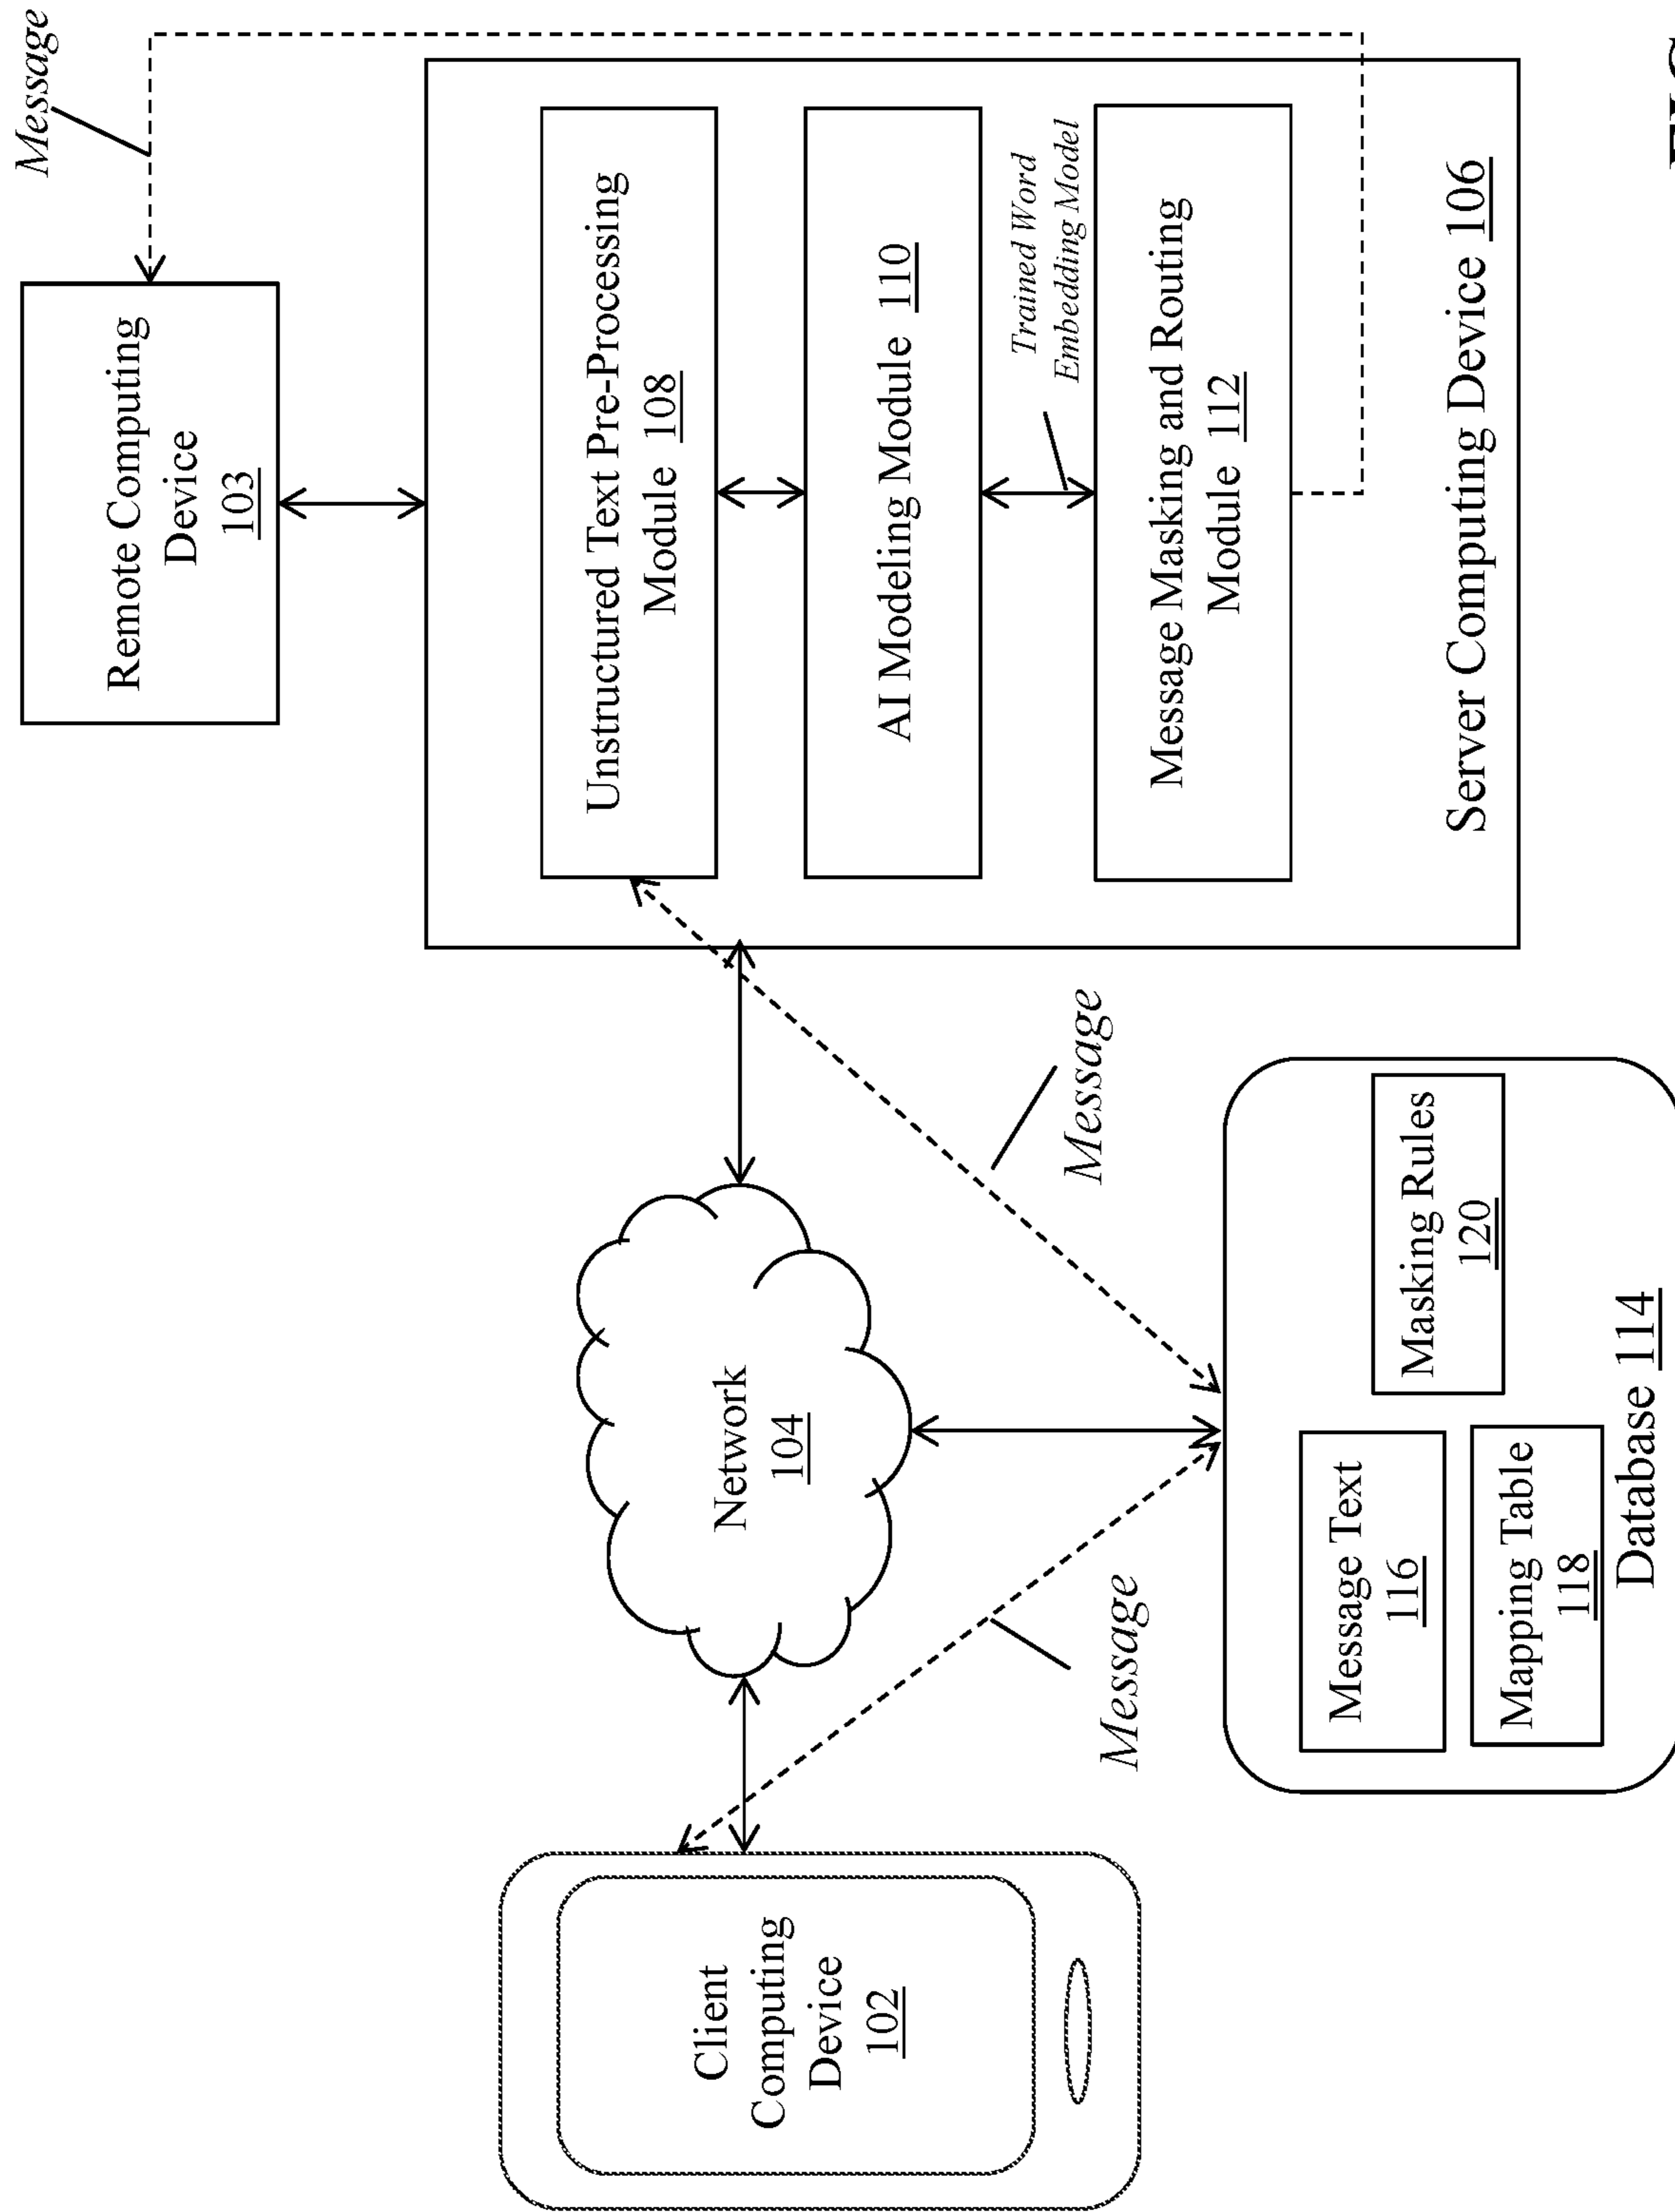 Message
Remote Computing
Device
103
Unstructured Text Pre-Processing
Module 108
AI Modeling Module 110
Trained Word
Embedding Model
Message Masking and Routing
Module 112
Server Computing Device 106
Network
104
Message
Message
Client
Computing
Device
102
Message Text
116
Masking Rules
120
Mapping Table
118
Database 114